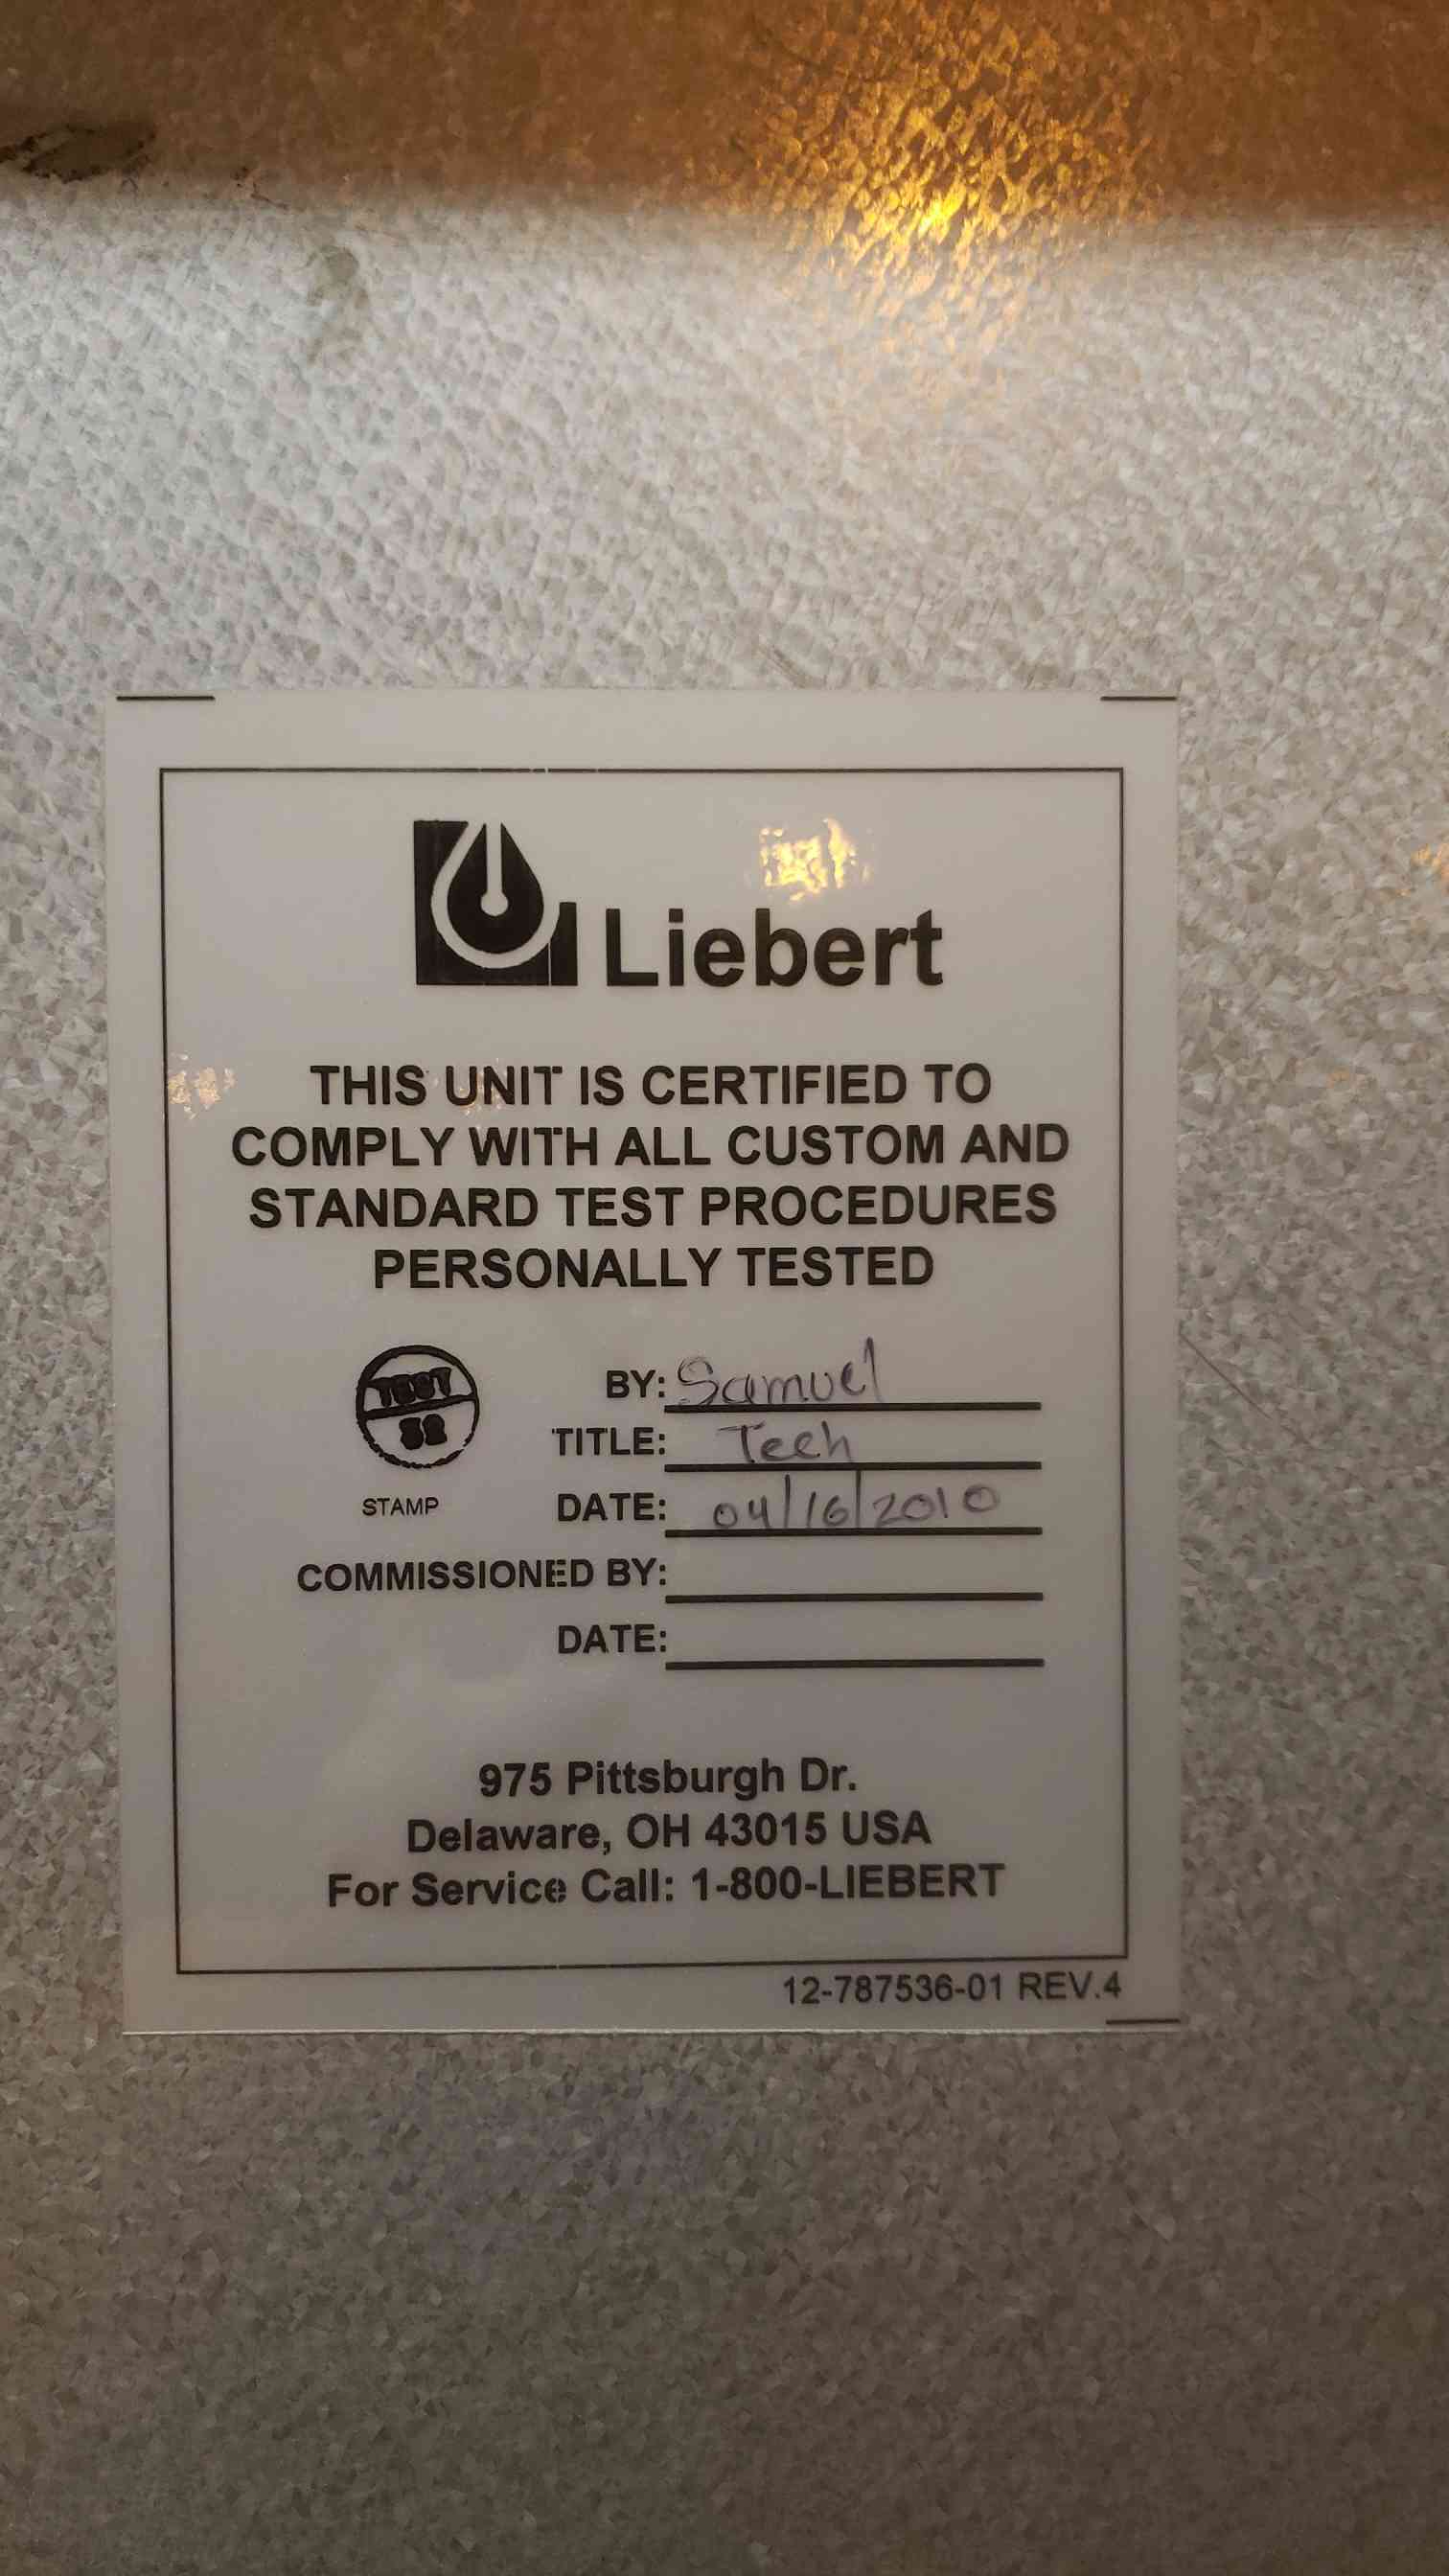 Liebert
THIS UNIT IS CERTIFIED TO
COMPLY WITH ALL CUSTOM AND
STANDARD TEST PROCEDURES
PERSONALLY TESTED
TEST
52
STAMP
BY: Samuel
TITLE: Tech
DATE: 04/16/2010
COMMISSIONED BY:
DATE:
975 Pittsburgh Dr.
Delaware, OH 43015 USA
For Service Call: 1-800-LIEBERT
12-787536-01 REV.4